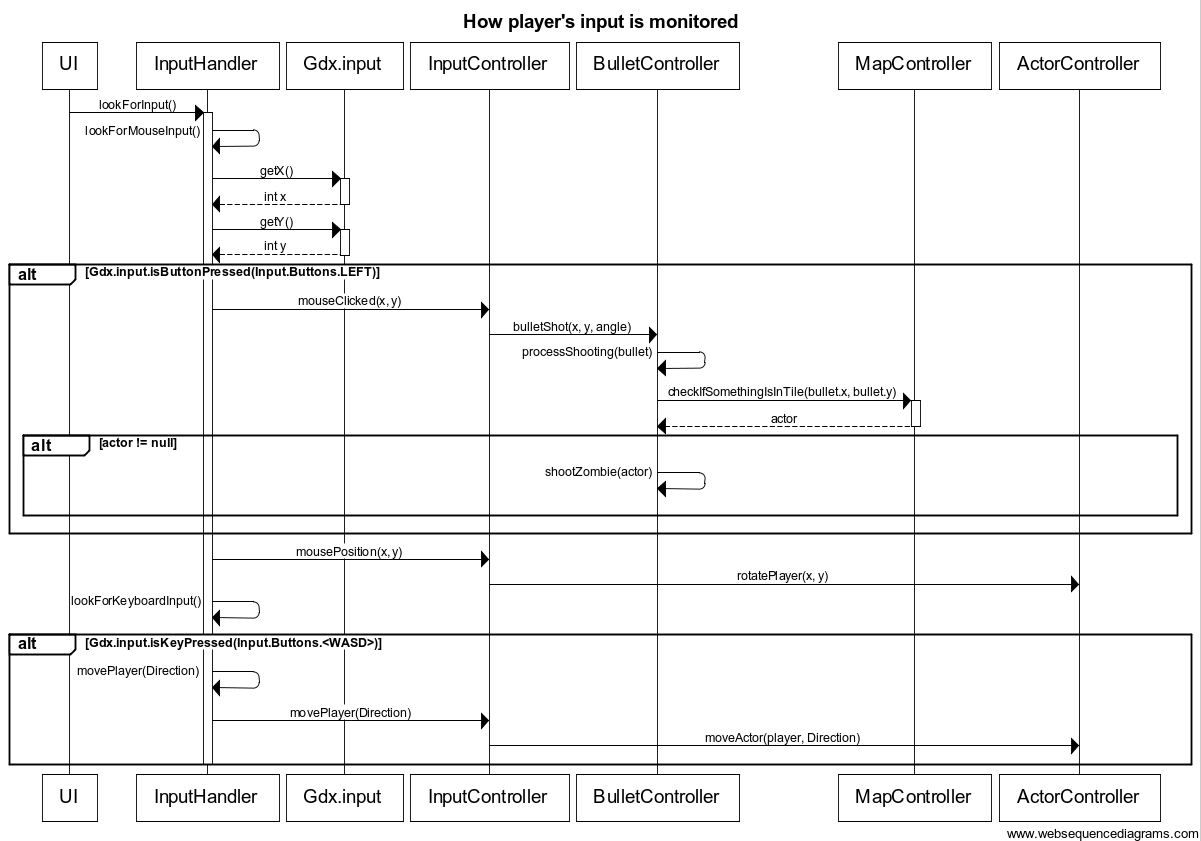 How player's input is monitored
UI InputHandler Gdx.input InputController BulletController MapController ActorController
lookForInput()
lookForMouseInput()
getX()
int x
getY()
int y
alt [Gdx.input.isButtonPressed(Input.Buttons.LEFT)]
mouseClicked(x, y)
bulletShot(x, y, angle)
processShooting(bullet)
checkIfSomethingIsInTile(bullet.x, bullet.y)
actor
alt [actor != null]
shootZombie(actor)
mousePosition(x, y)
rotatePlayer(x, y)
lookForKeyboardInput()
alt [Gdx.input.isKeyPressed(Input.Buttons.<WASD>)]
movePlayer(Direction)
movePlayer(Direction)
moveActor(player, Direction)
UI InputHandler Gdx.input InputController BulletController MapController ActorController
www.websequencediagrams.com